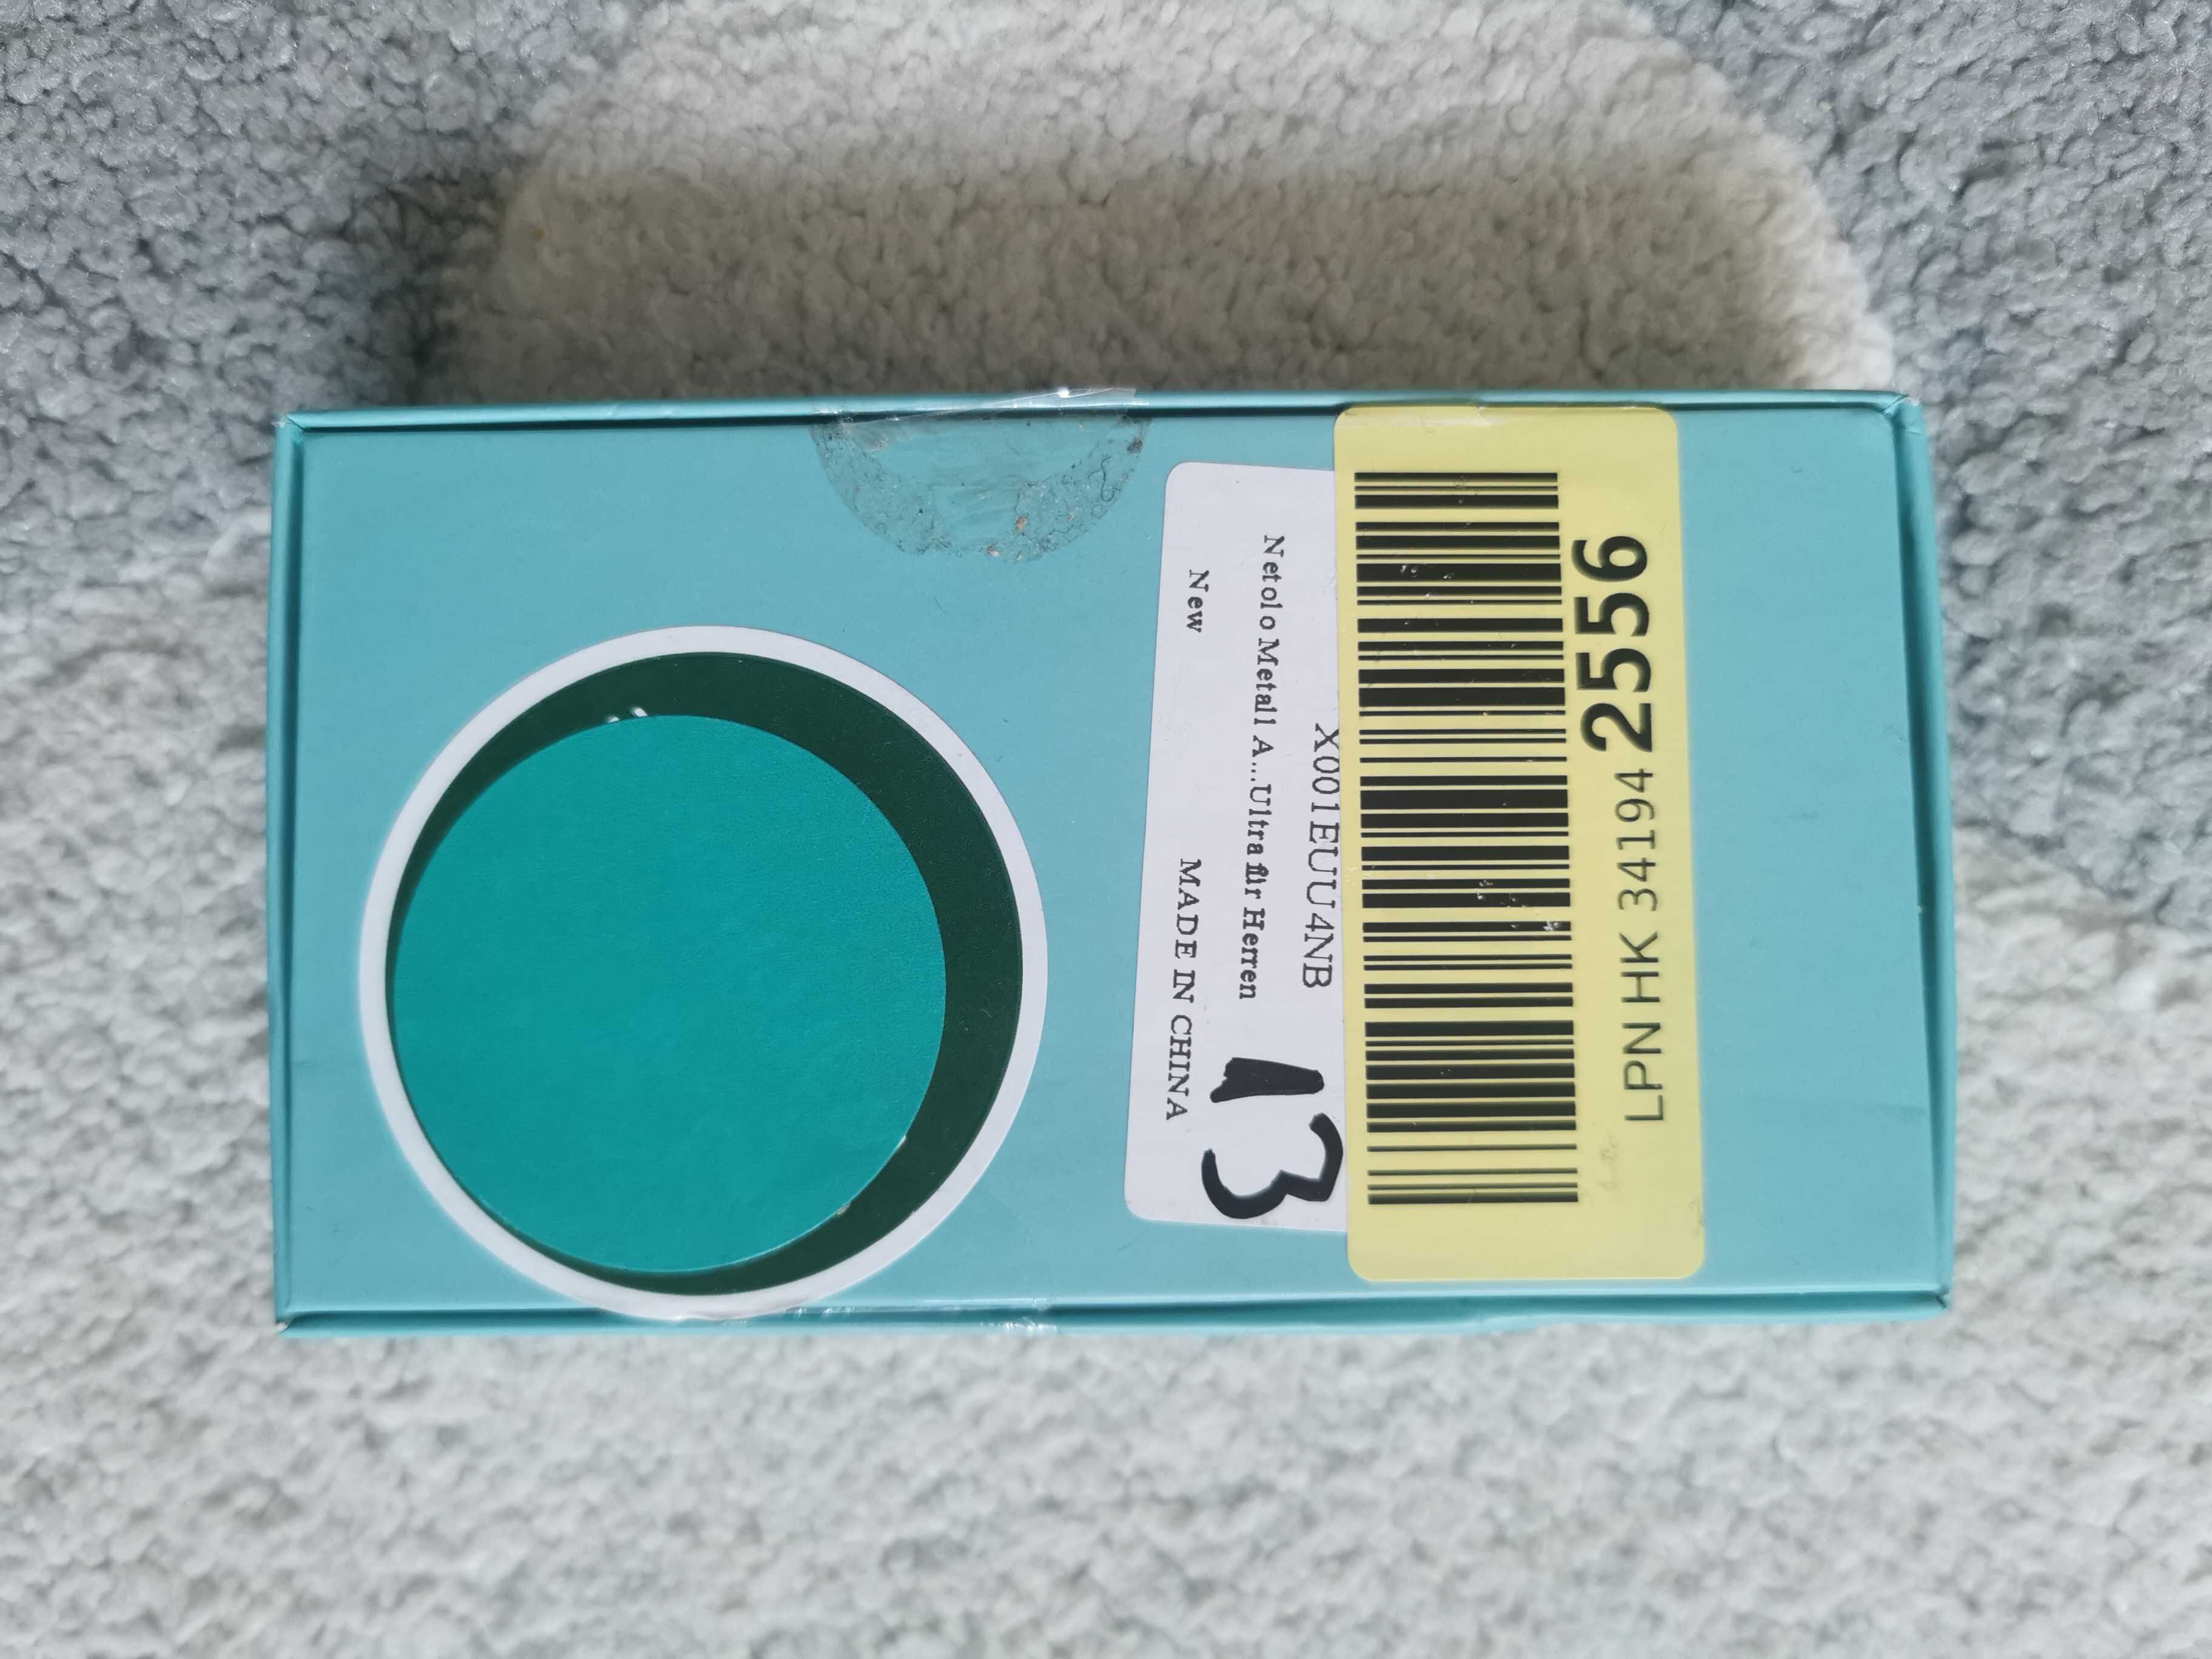 X001EUU4NB
Netolo Metall A...Ultra für Herren
New
MADE IN CHINA
13
LPN HK 34194 2556